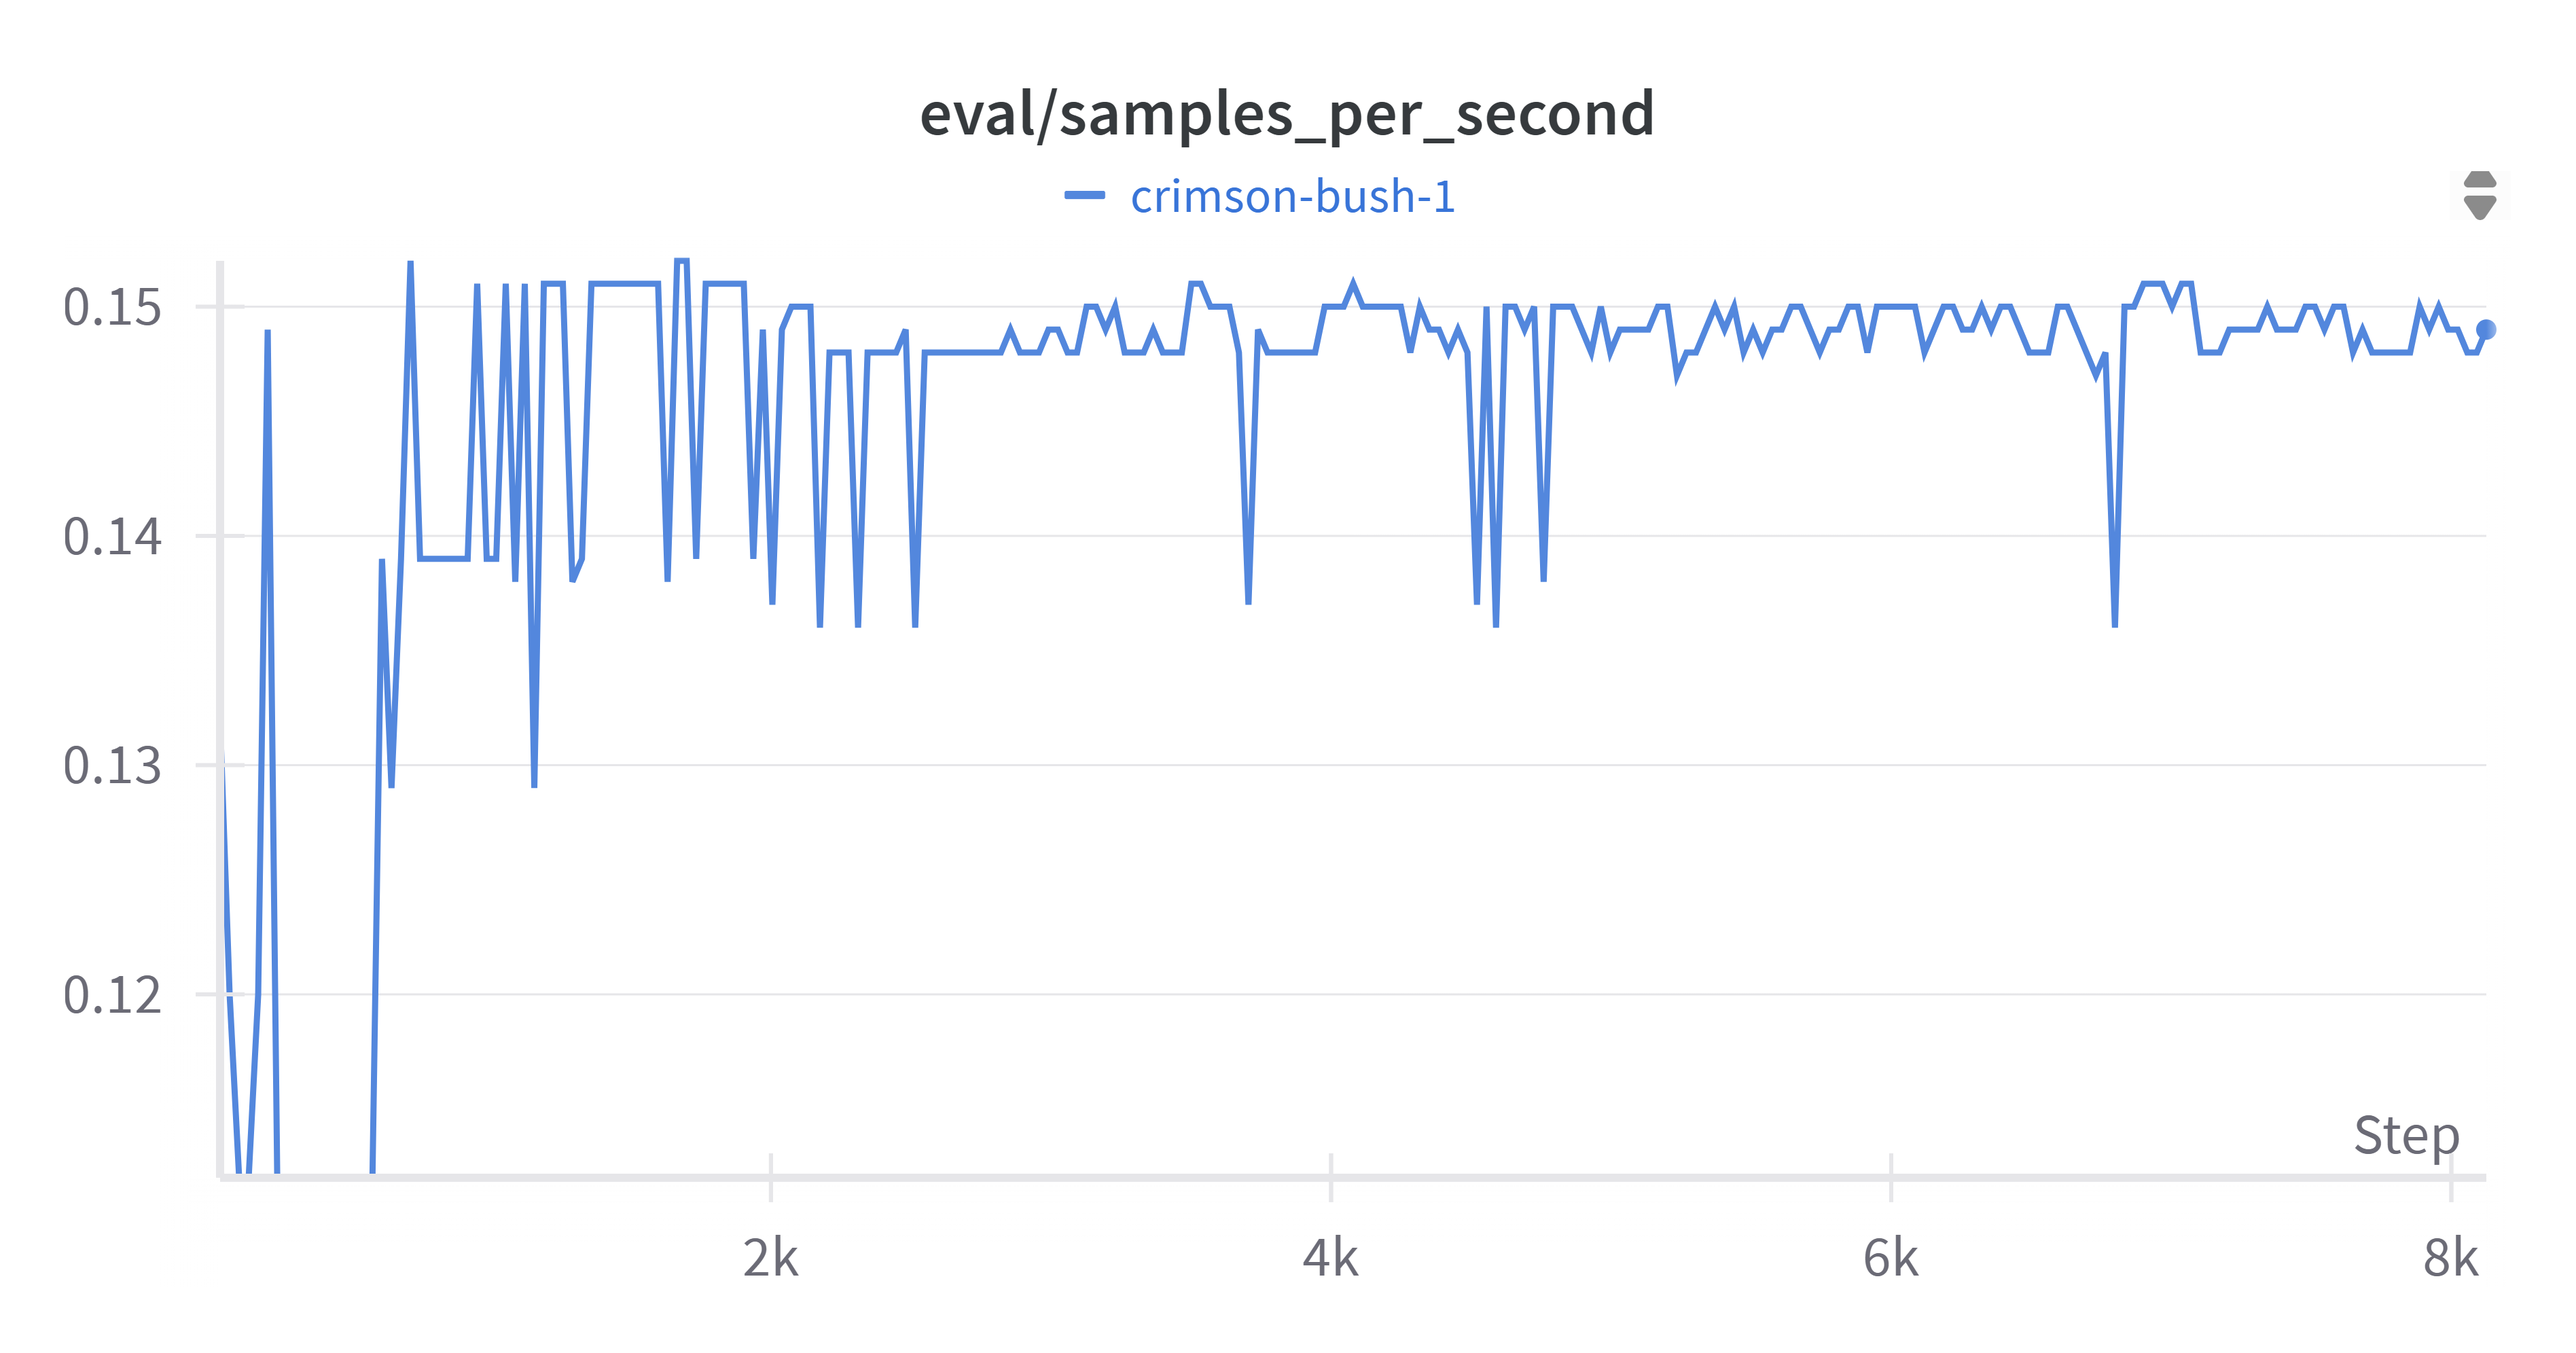 eval/samples_per_second
crimson-bush-1
0.15
0.14
0.13
0.12
Step
2k 4k 6k 8k